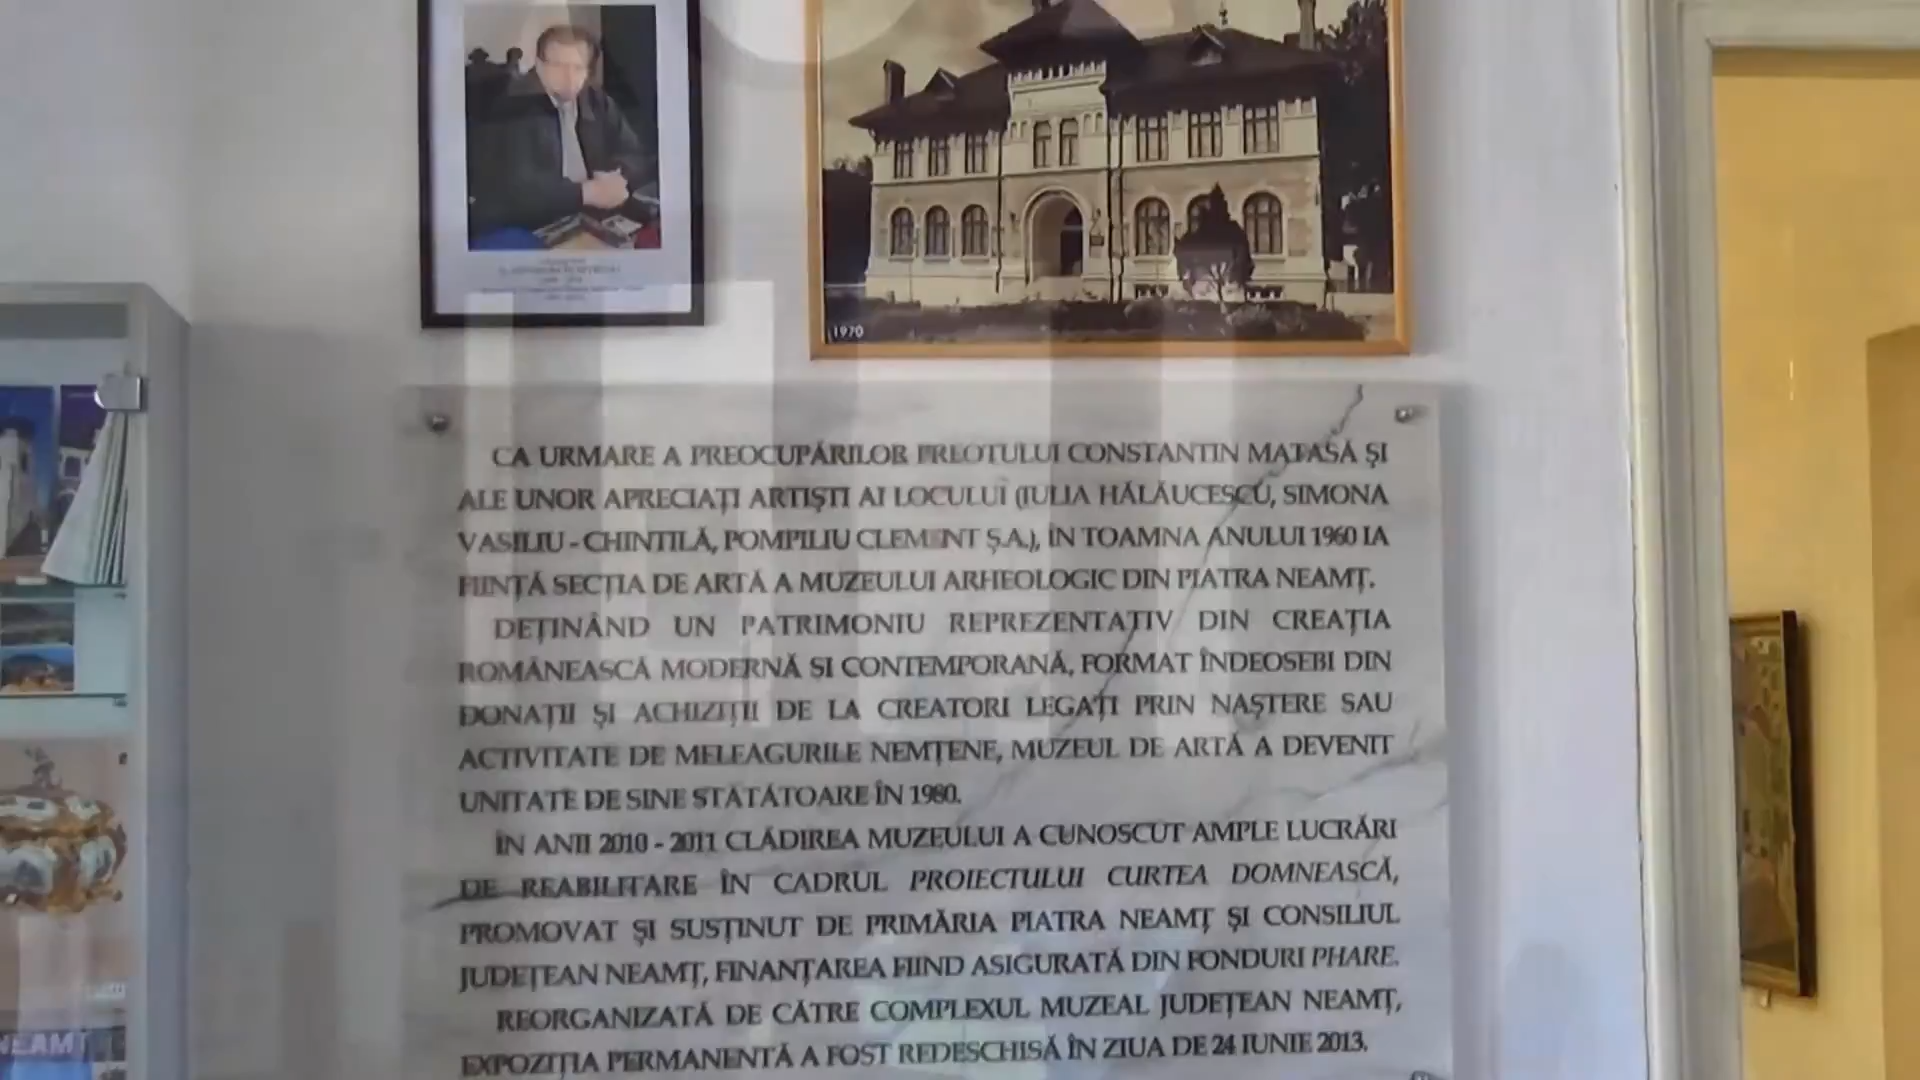 1970
CA URMARE A PREOCUPĂRILOR PREOTULUI CONSTANTIN MATASĂ ȘI
ALE UNOR APRECIAȚI ARTIȘTI AI LOCULUI (IULIA HĂLĂUCESCU, SIMONA
VASILIU - CHINTILĂ, POMPILIU CLEMENT Ș.A.), ÎN TOAMNA ANULUI 1960 IA
FIINȚĂ SECȚIA DE ARTĂ A MUZEULUI ARHEOLOGIC DIN PIATRA NEAMȚ.
DEȚINÂND UN PATRIMONIU REPREZENTATIV DIN CREAȚIA
ROMÂNEASCĂ MODERNĂ SI CONTEMPORANĂ, FORMAT ÎNDEOSEBI DIN
DONAȚII ȘI ACHIZIȚII DE LA CREATORI LEGAȚI PRIN NAȘTERE SAU
ACTIVITATE DE MELEAGURILE NEMȚENE, MUZEUL DE ARTĂ A DEVENIT
UNITATE DE SINE STĂTĂTOARE ÎN 1980.
ÎN ANII 2010 - 2011 CLĂDIREA MUZEULUI A CUNOSCUT AMPLE LUCRĂRI
DE REABILITARE ÎN CADRUL PROIECTULUI CURTEA DOMNEASCĂ,
PROMOVAT ȘI SUSȚINUT DE PRIMĂRIA PIATRA NEAMȚ ȘI CONSILIUL
JUDEȚEAN NEAMȚ, FINANȚAREA FIIND ASIGURATĂ DIN FONDURI PHARE.
REORGANIZATĂ DE CĂTRE COMPLEXUL MUZEAL JUDEȚEAN NEAMȚ,
EXPOZIȚIA PERMANENTĂ A FOST REDESCHISĂ ÎN ZIUA DE 24 IUNIE 2013.
NEAMȚ